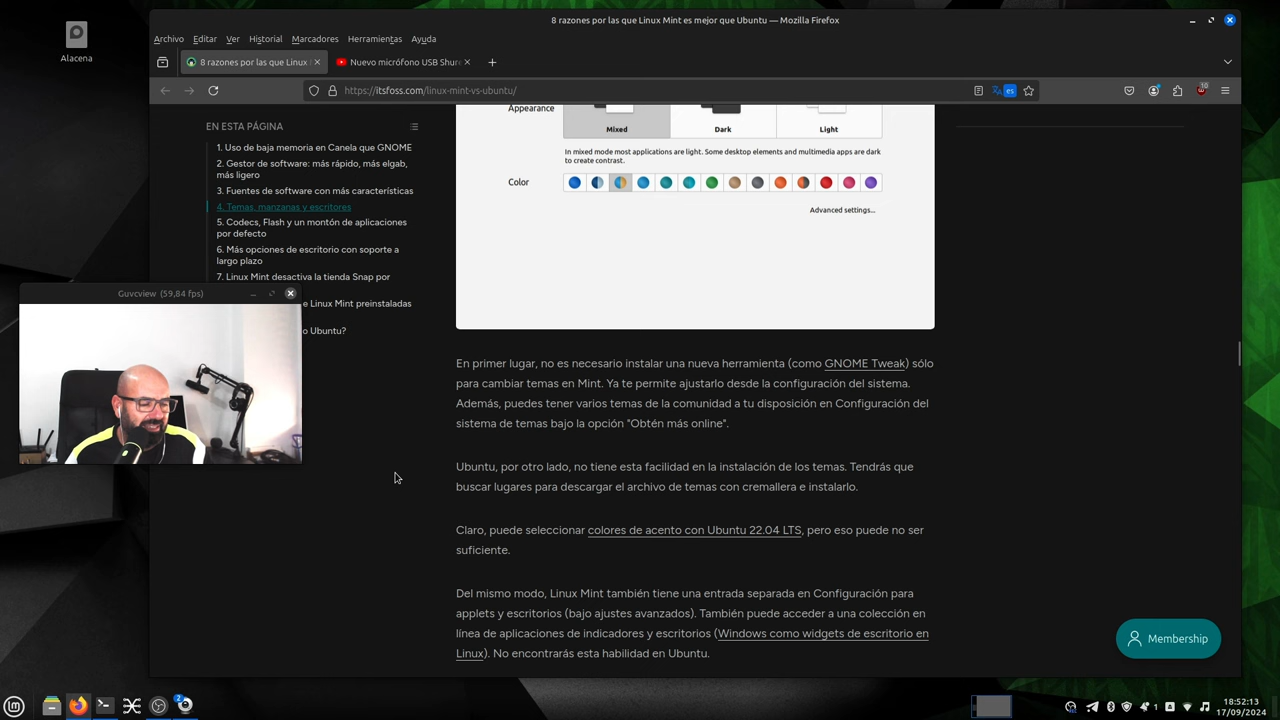 Alacena
8 razones por las que Linux Mint es mejor que Ubuntu — Mozilla Firefox
Archivo Editar Ver Historial Marcadores Herramientas Ayuda
8 razones por las que Linux
Nuevo micrófono USB Shure
https://itsfoss.com/linux-mint-vs-ubuntu/
es
EN ESTA PÁGINA
1. Uso de baja memoria en Canela que GNOME
2. Gestor de software: más rápido, más elgab,
más ligero
3. Fuentes de software con más características
4. Temas, manzanas y escritores
5. Codecs, Flash y un montón de aplicaciones
por defecto
6. Más opciones de escritorio con soporte a
largo plazo
7. Linux Mint desactiva la tienda Snap por
e Linux Mint preinstaladas
o Ubuntu?
Guvcview (59,84 fps)
Appearance
Mixed Dark Light
In mixed mode most applications are light. Some desktop elements and multimedia apps are dark
to create contrast.
Color
Advanced settings...
En primer lugar, no es necesario instalar una nueva herramienta (como GNOME Tweak) sólo
para cambiar temas en Mint. Ya te permite ajustarlo desde la configuración del sistema.
Además, puedes tener varios temas de la comunidad a tu disposición en Configuración del
sistema de temas bajo la opción "Obtén más online".
Ubuntu, por otro lado, no tiene esta facilidad en la instalación de los temas. Tendrás que
buscar lugares para descargar el archivo de temas con cremallera e instalarlo.
Claro, puede seleccionar colores de acento con Ubuntu 22.04 LTS, pero eso puede no ser
suficiente.
Del mismo modo, Linux Mint también tiene una entrada separada en Configuración para
applets y escritorios (bajo ajustes avanzados). También puede acceder a una colección en
línea de aplicaciones de indicadores y escritorios (Windows como widgets de escritorio en
Linux). No encontrarás esta habilidad en Ubuntu.
Membership
2
1
18:52:13
17/09/2024